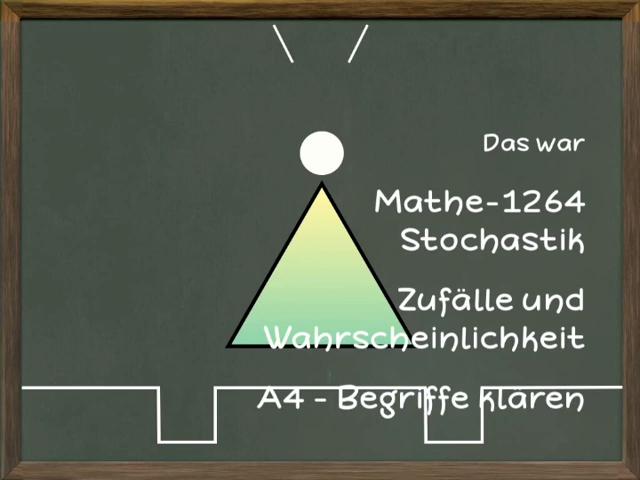 Das war
Mathe-1264
Stochastik
Zufälle und
Wahrscheinlichkeit
A4 - Begriffe klären